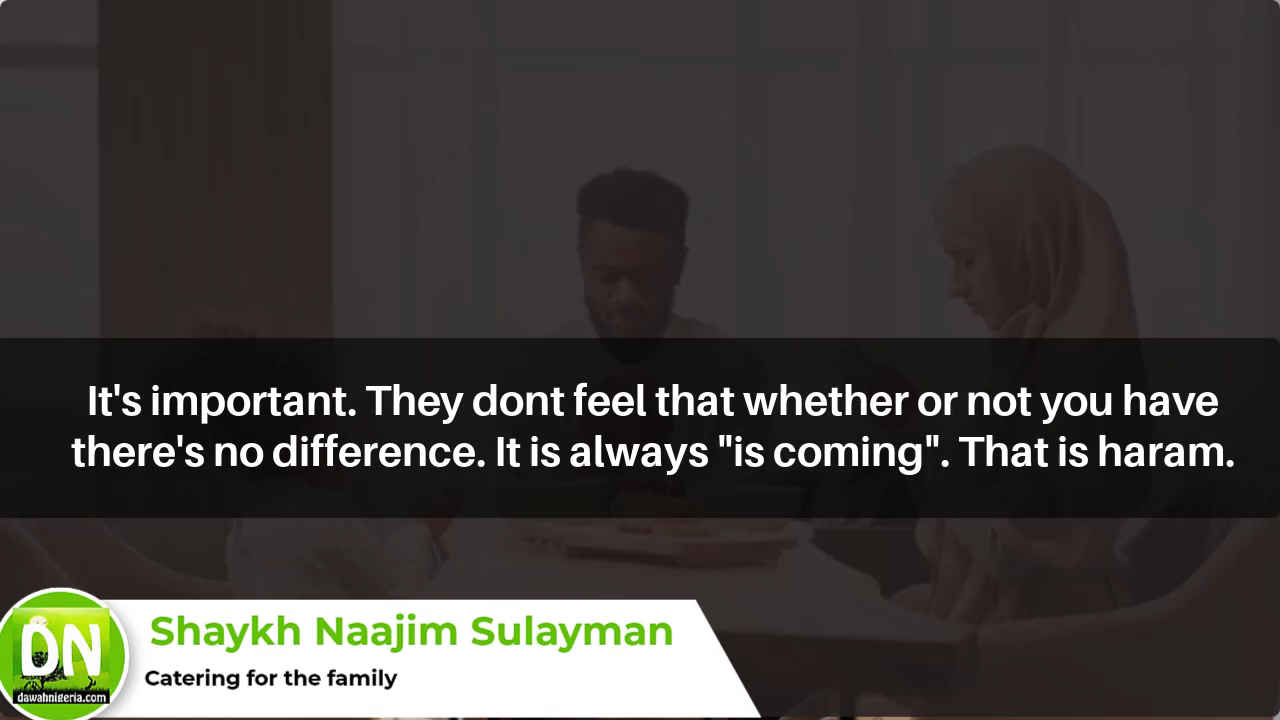 It's important. They dont feel that whether or not you have
there's no difference. It is always "is coming". That is haram.
Shaykh Naajim Sulayman
Catering for the family
DN
dawahnigeria.com